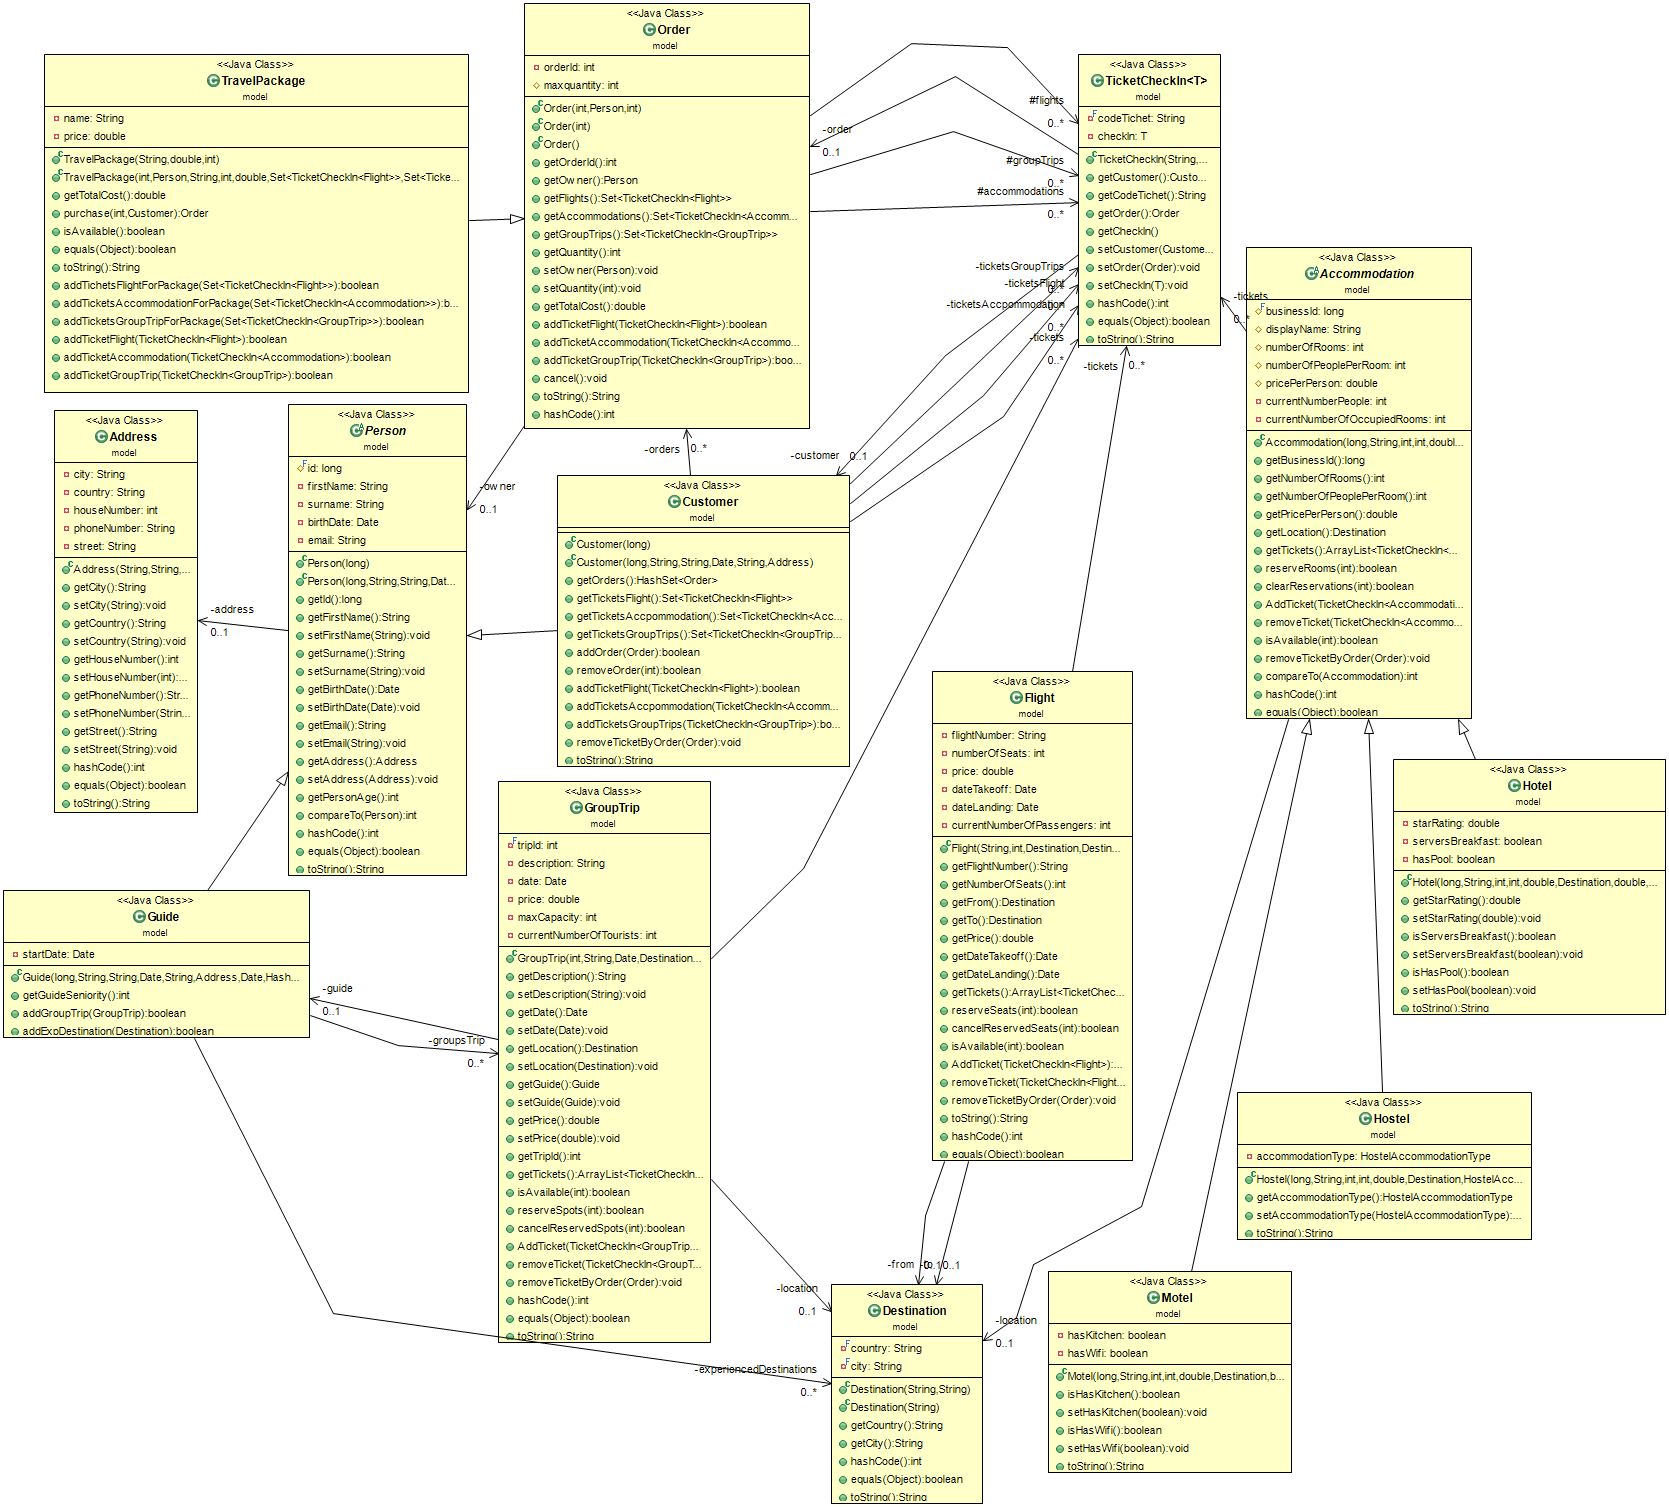 <<Java Class>>
TravelPackage
model
name: String
price: double
TravelPackage(String,double,int)
TravelPackage(int,Person,String,int,double,Set<TicketCheckIn<Flight>>,Set<Ticke...
getTotalCost():double
purchase(int,Customer):Order
isAvailable():boolean
equals(Object):boolean
toString():String
addTichetsFlightForPackage(Set<TicketCheckIn<Flight>>):boolean
addTicketsAccommodationForPackage(Set<TicketCheckIn<Accommodation>>):b...
addTicketsGroupTripForPackage(Set<TicketCheckIn<GroupTrip>>):boolean
addTicketFlight(TicketCheckIn<Flight>):boolean
addTicketAccommodation(TicketCheckIn<Accommodation>):boolean
addTicketGroupTrip(TicketCheckIn<GroupTrip>):boolean
<<Java Class>>
Order
model
orderId: int
maxquantity: int
Order(int,Person,int)
Order(int)
Order()
getOrderId():int
getOwner():Person
getFlights():Set<TicketCheckIn<Flight>>
getAccommodations():Set<TicketCheckIn<Accomm...
getGroupTrips():Set<TicketCheckIn<GroupTrip>>
getQuantity():int
setOwner(Person):void
setQuantity(int):void
getTotalCost():double
addTicketFlight(TicketCheckIn<Flight>):boolean
addTicketAccommodation(TicketCheckIn<Accommo...
addTicketGroupTrip(TicketCheckIn<GroupTrip>):boo...
cancel():void
toString():String
hashCode():int
#flights
0..*
-order
0..1
#groupTrips
0..*
#accommodations
0..*
<<Java Class>>
TicketCheckIn<T>
model
codeTichet: String
checkIn: T
TicketCheckIn(String,...
getCustomer():Custo...
getCodeTichet():String
getOrder():Order
getCheckIn()
setCustomer(Custome...
setOrder(Order):void
setCheckIn(T):void
hashCode():int
equals(Object):boolean
toString():String
-ticketsGroupTrips
0..*
-ticketsFlight
0..*
-ticketsAccpommodation
0..*
-tickets
0..*
-tickets
0..*
-tickets
0..*
<<Java Class>>
Accommodation
model
businessId: long
displayName: String
numberOfRooms: int
numberOfPeoplePerRoom: int
pricePerPerson: double
currentNumberPeople: int
currentNumberOfOccupiedRooms: int
Accommodation(long,String,int,int,doubl...
getBusinessId():long
getNumberOfRooms():int
getNumberOfPeoplePerRoom():int
getPricePerPerson():double
getLocation():Destination
getTickets():ArrayList<TicketCheckIn<...
reserveRooms(int):boolean
clearReservations(int):boolean
AddTicket(TicketCheckIn<Accommodati...
removeTicket(TicketCheckIn<Accommo...
isAvailable(int):boolean
removeTicketByOrder(Order):void
compareTo(Accommodation):int
hashCode():int
equals(Object):boolean
<<Java Class>>
Address
model
city: String
country: String
houseNumber: int
phoneNumber: String
street: String
Address(String,String,...
getCity():String
setCity(String):void
getCountry():String
setCountry(String):void
getHouseNumber():int
setHouseNumber(int):...
getPhoneNumber():Str...
setPhoneNumber(Strin...
getStreet():String
setStreet(String):void
hashCode():int
equals(Object):boolean
toString():String
-address
0..1
<<Java Class>>
Person
model
id: long
firstName: String
surname: String
birthDate: Date
email: String
Person(long)
Person(long,String,String,Dat...
getId():long
getFirstName():String
setFirstName(String):void
getSurname():String
setSurname(String):void
getBirthDate():Date
setBirthDate(Date):void
getEmail():String
setEmail(String):void
getAddress():Address
setAddress(Address):void
getPersonAge():int
compareTo(Person):int
hashCode():int
equals(Object):boolean
toString():String
-owner
0..1
-orders
0..*
-customer
0..1
<<Java Class>>
Customer
model
Customer(long)
Customer(long,String,String,Date,String,Address)
getOrders():HashSet<Order>
getTicketsFlight():Set<TicketCheckIn<Flight>>
getTicketsAccpommodation():Set<TicketCheckIn<Acc...
getTicketsGroupTrips():Set<TicketCheckIn<GroupTrip...
addOrder(Order):boolean
removeOrder(int):boolean
addTicketFlight(TicketCheckIn<Flight>):boolean
addTicketsAccpommodation(TicketCheckIn<Accomm...
addTicketsGroupTrips(TicketCheckIn<GroupTrip>):bo...
removeTicketByOrder(Order):void
toString():String
<<Java Class>>
Flight
model
flightNumber: String
numberOfSeats: int
price: double
dateTakeoff: Date
dateLanding: Date
currentNumberOfPassengers: int
Flight(String,int,Destination,Destin...
getFlightNumber():String
getNumberOfSeats():int
getFrom():Destination
getTo():Destination
getPrice():double
getDateTakeoff():Date
getDateLanding():Date
getTickets():ArrayList<TicketChec...
reserveSeats(int):boolean
cancelReservedSeats(int):boolean
isAvailable(int):boolean
AddTicket(TicketCheckIn<Flight>):...
removeTicket(TicketCheckIn<Flight...
removeTicketByOrder(Order):void
toString():String
hashCode():int
equals(Object):boolean
<<Java Class>>
Hotel
model
starRating: double
serversBreakfast: boolean
hasPool: boolean
Hotel(long,String,int,int,double,Destination,double,...
getStarRating():double
setStarRating(double):void
isServersBreakfast():boolean
setServersBreakfast(boolean):void
isHasPool():boolean
setHasPool(boolean):void
toString():String
<<Java Class>>
GroupTrip
model
tripId: int
description: String
date: Date
price: double
maxCapacity: int
currentNumberOfTourists: int
GroupTrip(int,String,Date,Destination...
getDescription():String
setDescription(String):void
getDate():Date
setDate(Date):void
getLocation():Destination
setLocation(Destination):void
getGuide():Guide
setGuide(Guide):void
getPrice():double
setPrice(double):void
getTripId():int
getTickets():ArrayList<TicketCheckIn...
isAvailable(int):boolean
reserveSpots(int):boolean
cancelReservedSpots(int):boolean
AddTicket(TicketCheckIn<GroupTrip...
removeTicket(TicketCheckIn<GroupT...
removeTicketByOrder(Order):void
hashCode():int
equals(Object):boolean
toString():String
<<Java Class>>
Guide
model
startDate: Date
Guide(long,String,String,Date,String,Address,Date,Hash...
getGuideSeniority():int
addGroupTrip(GroupTrip):boolean
addExpDestination(Destination):boolean
-guide
0..1
-groupsTrip
0..*
<<Java Class>>
Hostel
model
accommodationType: HostelAccommodationType
Hostel(long,String,int,int,double,Destination,HostelAcc...
getAccommodationType():HostelAccommodationType
setAccommodationType(HostelAccommodationType):...
toString():String
-from
-to
0..1
0..1
-location
0..1
-location
0..1
-experiencedDestinations
0..*
<<Java Class>>
Destination
model
country: String
city: String
Destination(String,String)
Destination(String)
getCountry():String
getCity():String
hashCode():int
equals(Object):boolean
toString():String
<<Java Class>>
Motel
model
hasKitchen: boolean
hasWifi: boolean
Motel(long,String,int,int,double,Destination,b...
isHasKitchen():boolean
setHasKitchen(boolean):void
isHasWifi():boolean
setHasWifi(boolean):void
toString():String